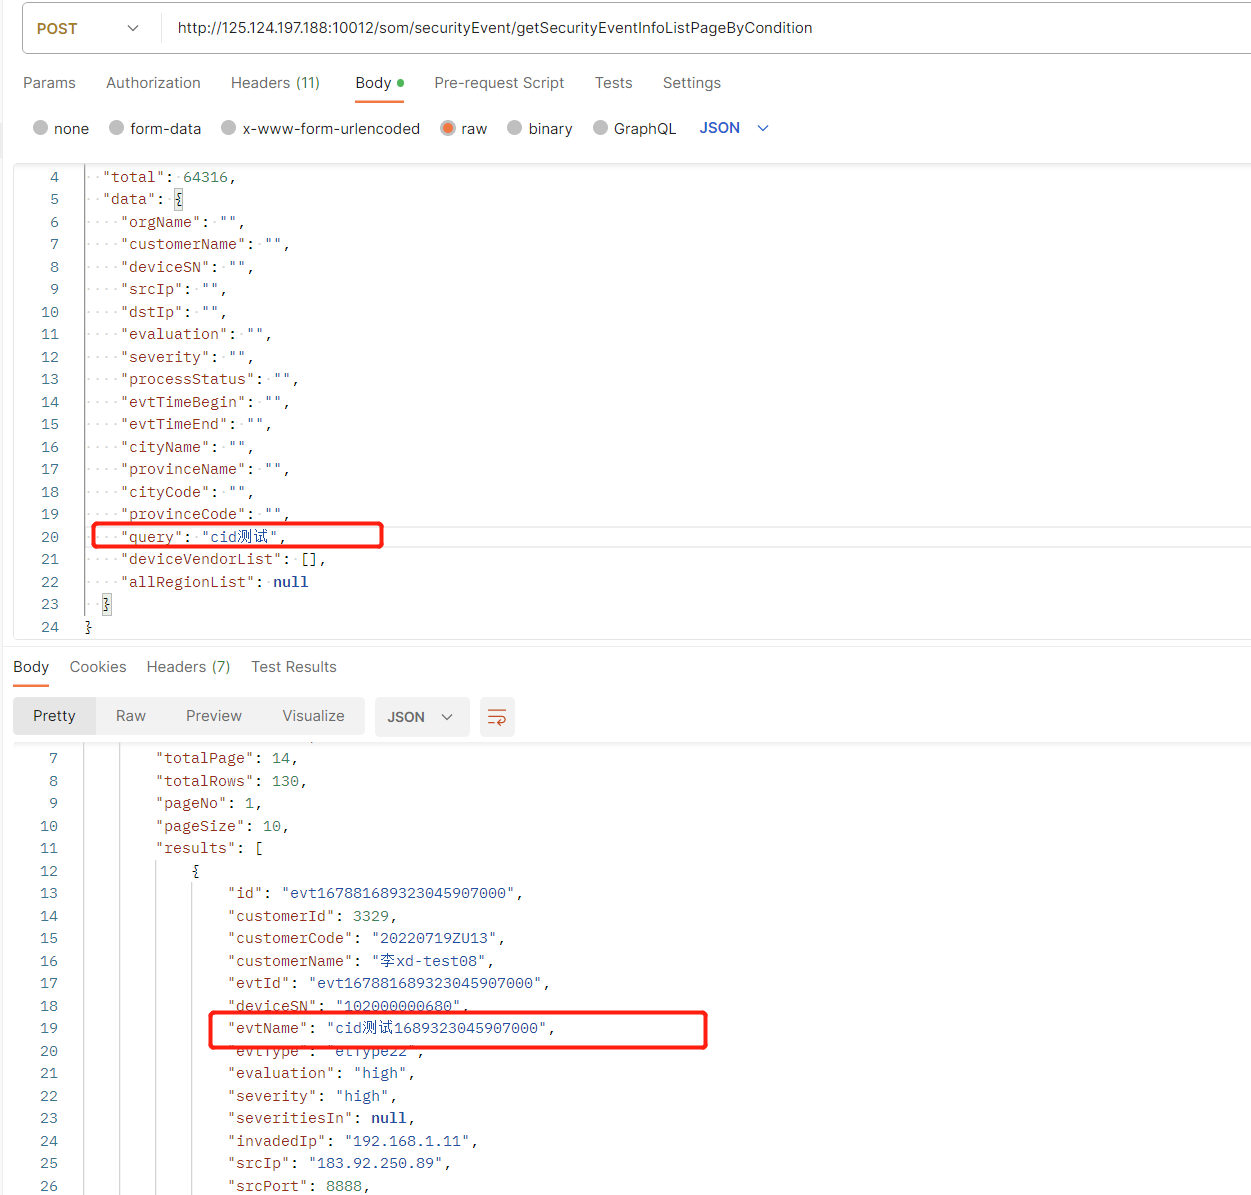 POST http://125.124.197.188:10012/som/securityEvent/getSecurityEventInfoListPageByCondition
Params Authorization Headers (11) Body Pre-request Script Tests Settings
none form-data x-www-form-urlencoded raw binary GraphQL JSON
4 "total": 64316,
5 "data": {
6 "orgName": "",
7 "customerName": "",
8 "deviceSN": "",
9 "srcIp": "",
10 "dstIp": "",
11 "evaluation": "",
12 "severity": "",
13 "processStatus": "",
14 "evtTimeBegin": "",
15 "evtTimeEnd": "",
16 "cityName": "",
17 "provinceName": "",
18 "cityCode": "",
19 "provinceCode": "",
20 "query": "cid测试",
21 "deviceVendorList": [],
22 "allRegionList": null
23 }
24 }
Body Cookies Headers (7) Test Results
Pretty Raw Preview Visualize JSON
7 "totalPage": 14,
8 "totalRows": 130,
9 "pageNo": 1,
10 "pageSize": 10,
11 "results": [
12 {
13 "id": "evt167881689323045907000",
14 "customerId": 3329,
15 "customerCode": "20220719ZU13",
16 "customerName": "李xd-test08",
17 "evtId": "evt167881689323045907000",
18 "deviceSN": "102000000680",
19 "evtName": "cid测试1689323045907000",
20 "evtType": "etType22",
21 "evaluation": "high",
22 "severity": "high",
23 "severitiesIn": null,
24 "invadedIp": "192.168.1.11",
25 "srcIp": "183.92.250.89",
26 "srcPort": 8888,